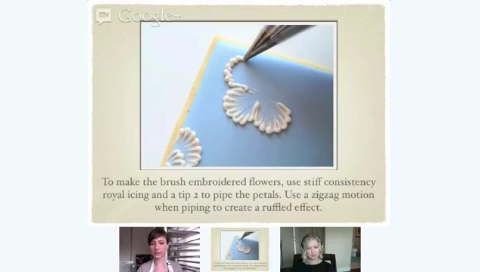 Google+
To make the brush embroidered flowers, use stiff consistency
royal icing and a tip 2 to pipe the petals. Use a zigzag motion
when piping to create a ruffled effect.